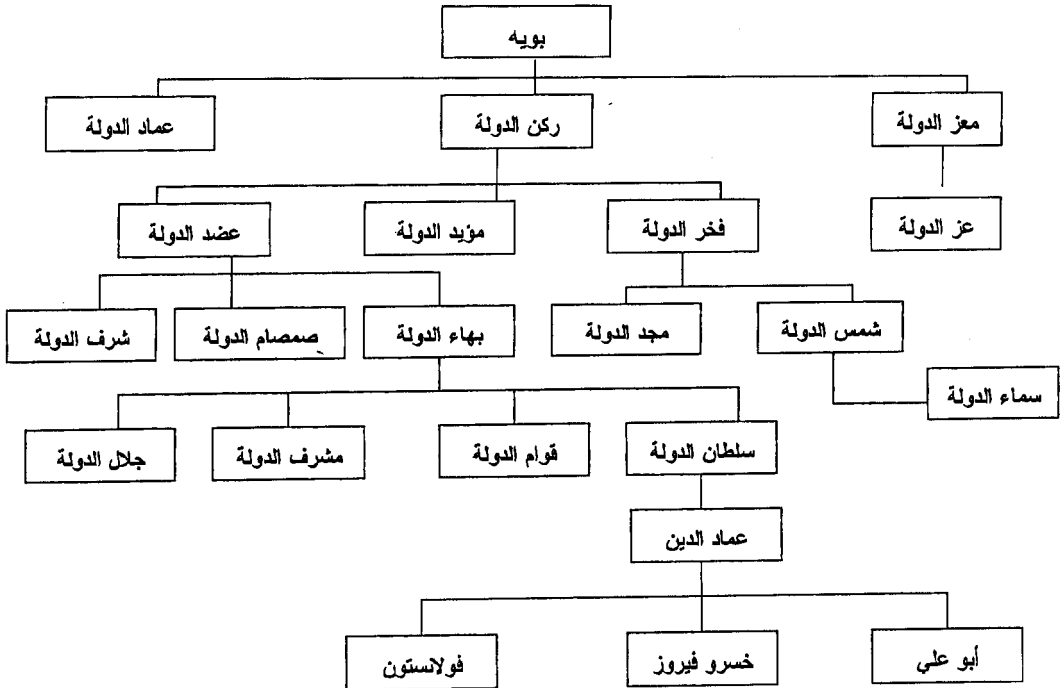 بويه
معز الدولة
ركن الدولة
عماد الدولة
عز الدولة
فخر الدولة
مؤيد الدولة
عضد الدولة
شمس الدولة
مجد الدولة
بهاء الدولة
صمصام الدولة
شرف الدولة
سماء الدولة
سلطان الدولة
قوام الدولة
مشرف الدولة
جلال الدولة
عماد الدين
أبو علي
خسرو فيروز
فولانستون